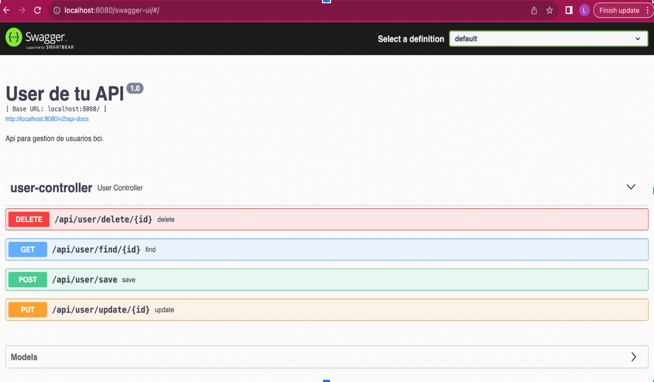 localhost:8080/swagger-ui/#/
L
Finish update
Swagger.
Supported by SMARTBEAR
Select a definition
default
User de tu API 1.0
[ Base URL: localhost:8080/ ]
http://localhost:8080/v2/api-docs
Api para gestion de usuarios bci.
user-controller User Controller
DELETE /api/user/delete/{id} delete
GET /api/user/find/{id} find
POST /api/user/save save
PUT /api/user/update/{id} update
Models